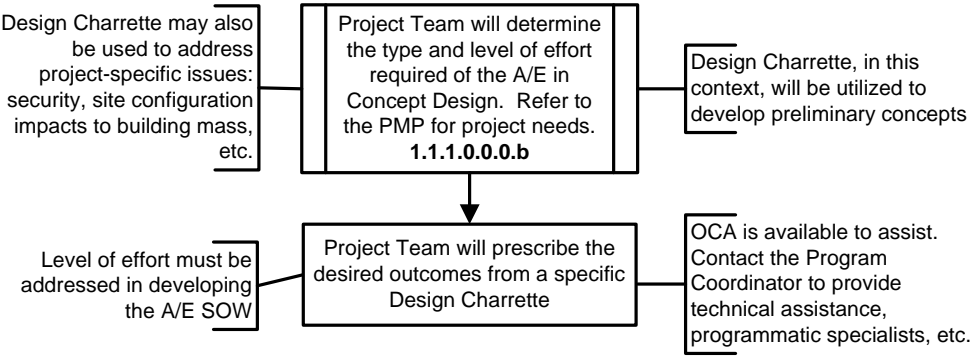 Design Charrette may also
be used to address
project-specific issues:
security, site configuration
impacts to building mass,
etc.
Project Team will determine
the type and level of effort
required of the A/E in
Concept Design.  Refer to
the PMP for project needs.
1.1.1.0.0.0.b
Design Charrette, in this
context, will be utilized to
develop preliminary concepts
Level of effort must be
addressed in developing
the A/E SOW
Project Team will prescribe the
desired outcomes from a specific
Design Charrette
OCA is available to assist.
Contact the Program
Coordinator to provide
technical assistance,
programmatic specialists, etc.